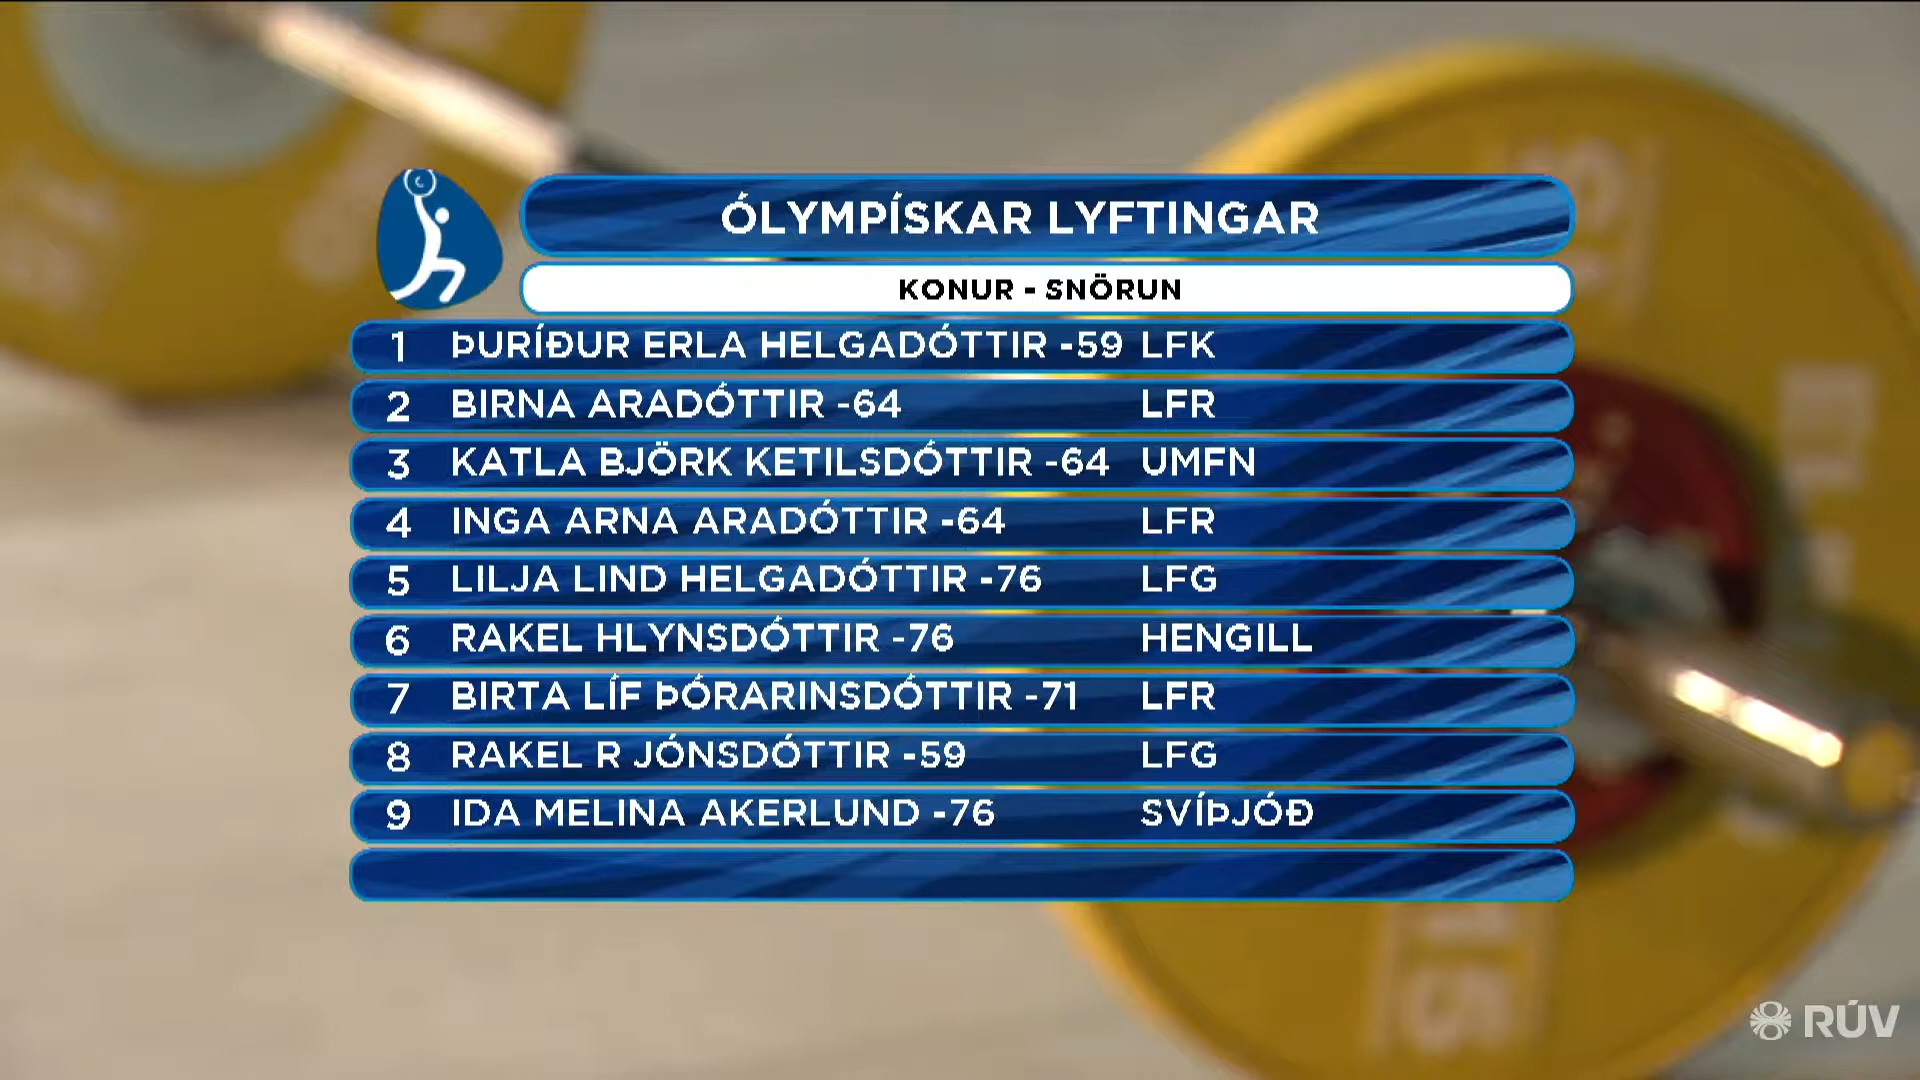 ÓLYMPÍSKAR LYFTINGAR
KONUR - SNÖRUN
1 ÞURÍÐUR ERLA HELGADÓTTIR -59 LFK
2 BIRNA ARADÓTTIR -64 LFR
3 KATLA BJÖRK KETILSDÓTTIR -64 UMFN
4 INGA ARNA ARADÓTTIR -64 LFR
5 LILJA LIND HELGADÓTTIR -76 LFG
6 RAKEL HLYNSDÓTTIR -76 HENGILL
7 BIRTA LÍF ÞÓRARINSDÓTTIR -71 LFR
8 RAKEL R JÓNSDÓTTIR -59 LFG
9 IDA MELINA AKERLUND -76 SVÍÞJÓÐ
RÚV